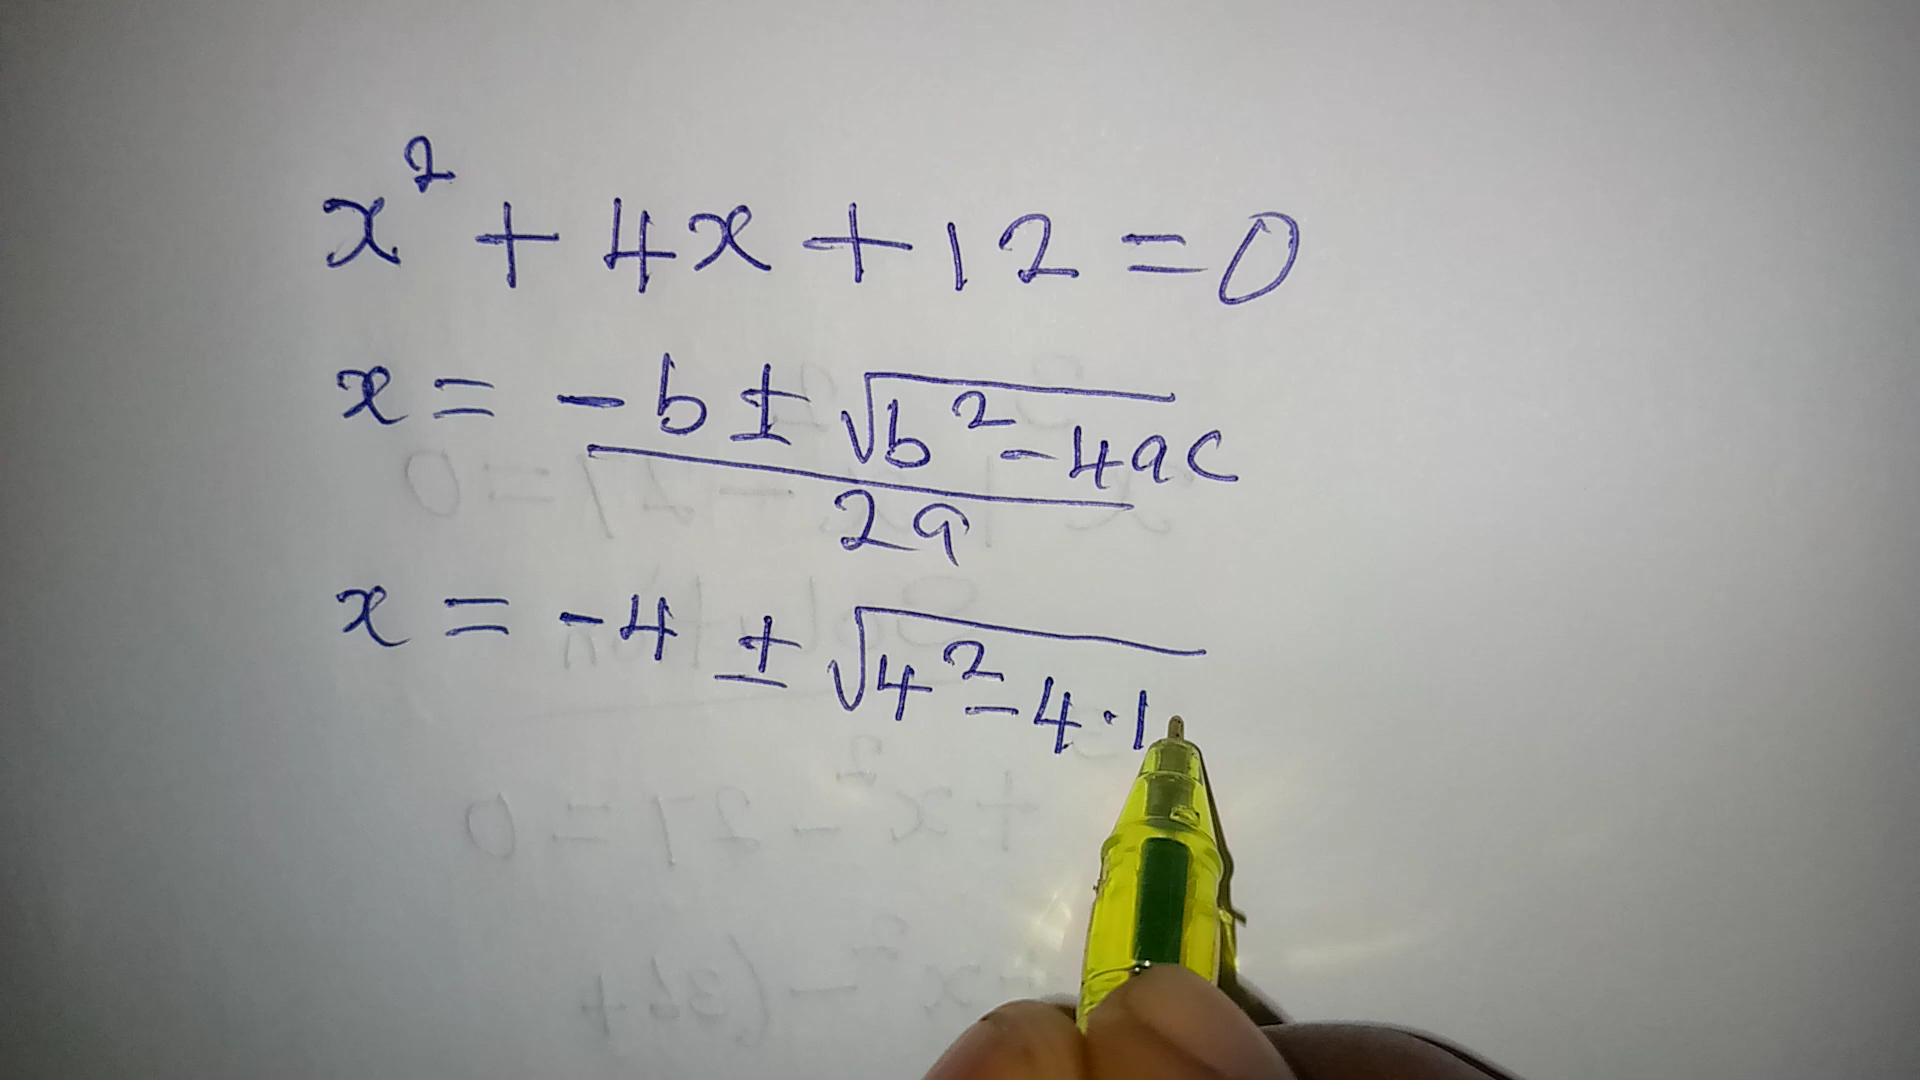 x² + 4x + 12 = 0
x = -b ± √b² - 4ac
2a
x = -4 ± √4² - 4·1